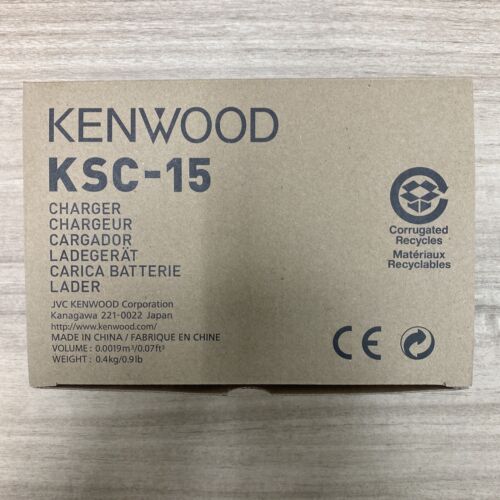 KENWOOD
KSC-15
CHARGER
CHARGEUR
CARGADOR
LADEGERÄT
CARICA BATTERIE
LADER
JVC KENWOOD Corporation
Kanagawa 221-0022 Japan
http://www.kenwood.com/
MADE IN CHINA / FABRIQUE EN CHINE
VOLUME : 0.0019m³/0.07ft³
WEIGHT : 0.4kg/0.9lb
Corrugated
Recycles
Matériaux
Recyclables
CE